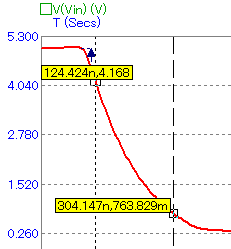 V(Vin) (V)
T (Secs)
5.300
4.040
124.424n,4.168
2.780
1.520
304.147n,763.829m
0.260